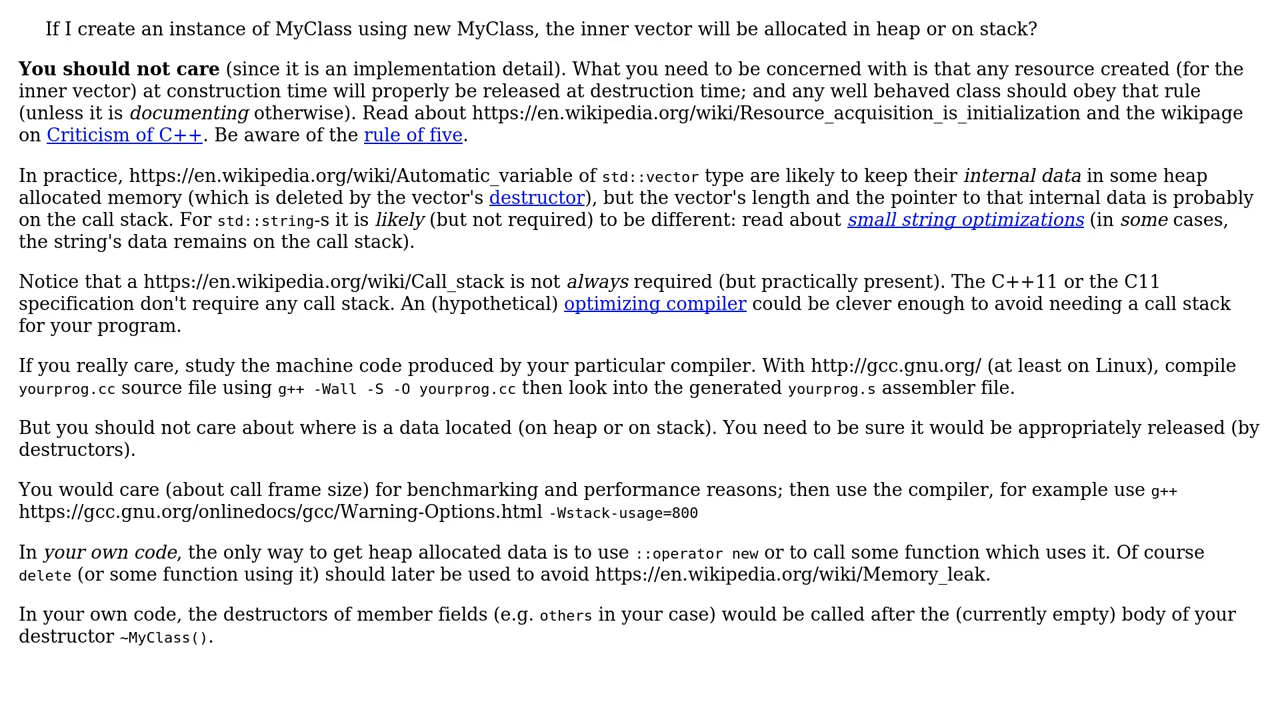 If I create an instance of MyClass using new MyClass, the inner vector will be allocated in heap or on stack?
You should not care (since it is an implementation detail). What you need to be concerned with is that any resource created (for the
inner vector) at construction time will properly be released at destruction time; and any well behaved class should obey that rule
(unless it is documenting otherwise). Read about https://en.wikipedia.org/wiki/Resource_acquisition_is_initialization and the wikipage
on Criticism of C++. Be aware of the rule of five.
In practice, https://en.wikipedia.org/wiki/Automatic_variable of std::vector type are likely to keep their internal data in some heap
allocated memory (which is deleted by the vector's destructor), but the vector's length and the pointer to that internal data is probably
on the call stack. For std::string-s it is likely (but not required) to be different: read about small string optimizations (in some cases,
the string's data remains on the call stack).
Notice that a https://en.wikipedia.org/wiki/Call_stack is not always required (but practically present). The C++11 or the C11
specification don't require any call stack. An (hypothetical) optimizing compiler could be clever enough to avoid needing a call stack
for your program.
If you really care, study the machine code produced by your particular compiler. With http://gcc.gnu.org/ (at least on Linux), compile
yourprog.cc source file using g++ -Wall -S -O yourprog.cc then look into the generated yourprog.s assembler file.
But you should not care about where is a data located (on heap or on stack). You need to be sure it would be appropriately released (by
destructors).
You would care (about call frame size) for benchmarking and performance reasons; then use the compiler, for example use g++
https://gcc.gnu.org/onlinedocs/gcc/Warning-Options.html -Wstack-usage=800
In your own code, the only way to get heap allocated data is to use ::operator new or to call some function which uses it. Of course
delete (or some function using it) should later be used to avoid https://en.wikipedia.org/wiki/Memory_leak.
In your own code, the destructors of member fields (e.g. others in your case) would be called after the (currently empty) body of your
destructor ~MyClass().